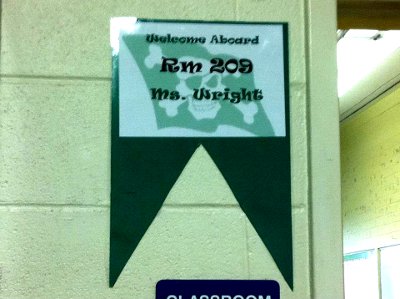 Welcome Aboard
Rm 209
Ms. Wright
CLASSROOM